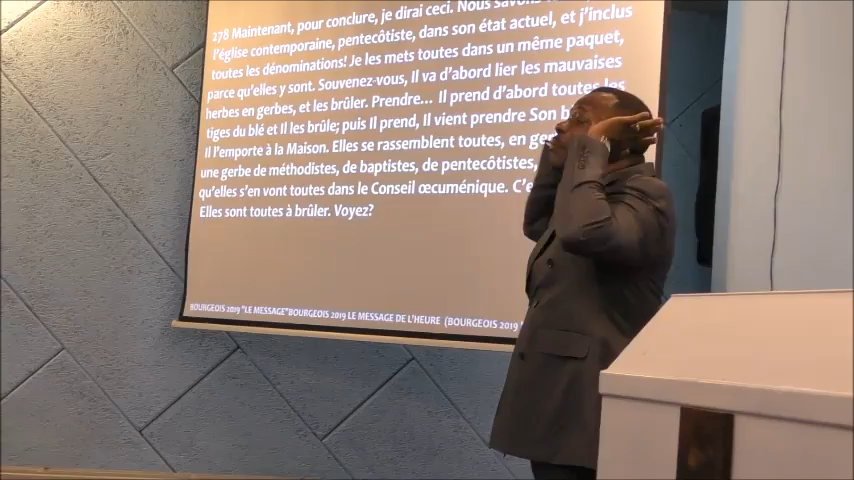 278 Maintenant, pour conclure, je dirai ceci. Nous
l'église contemporaine, pentecôtiste, dans son état actuel, et j'inclus
toutes les dénominations! Je les mets toutes dans un même paquet,
parce qu'elles y sont. Souvenez-vous, Il va d'abord lier les mauvaises
herbes en gerbes, et les brûler. Prendre... Il prend d'abord toutes les
tiges du blé et Il les brûle; puis Il prend, Il vient prendre Son
Il l'emporte à la Maison. Elles se rassemblent toutes, en
une gerbe de méthodistes, de baptistes, de pentecôtistes,
qu'elles s'en vont toutes, dans le Conseil œcuménique.
Elles sont toutes à brûler. Voyez?
BOURGEOIS 2019 "LE MESSAGE"BOURGEOIS 2019 LE MESSAGE DE L'HEURE (BOURGEOIS 2019